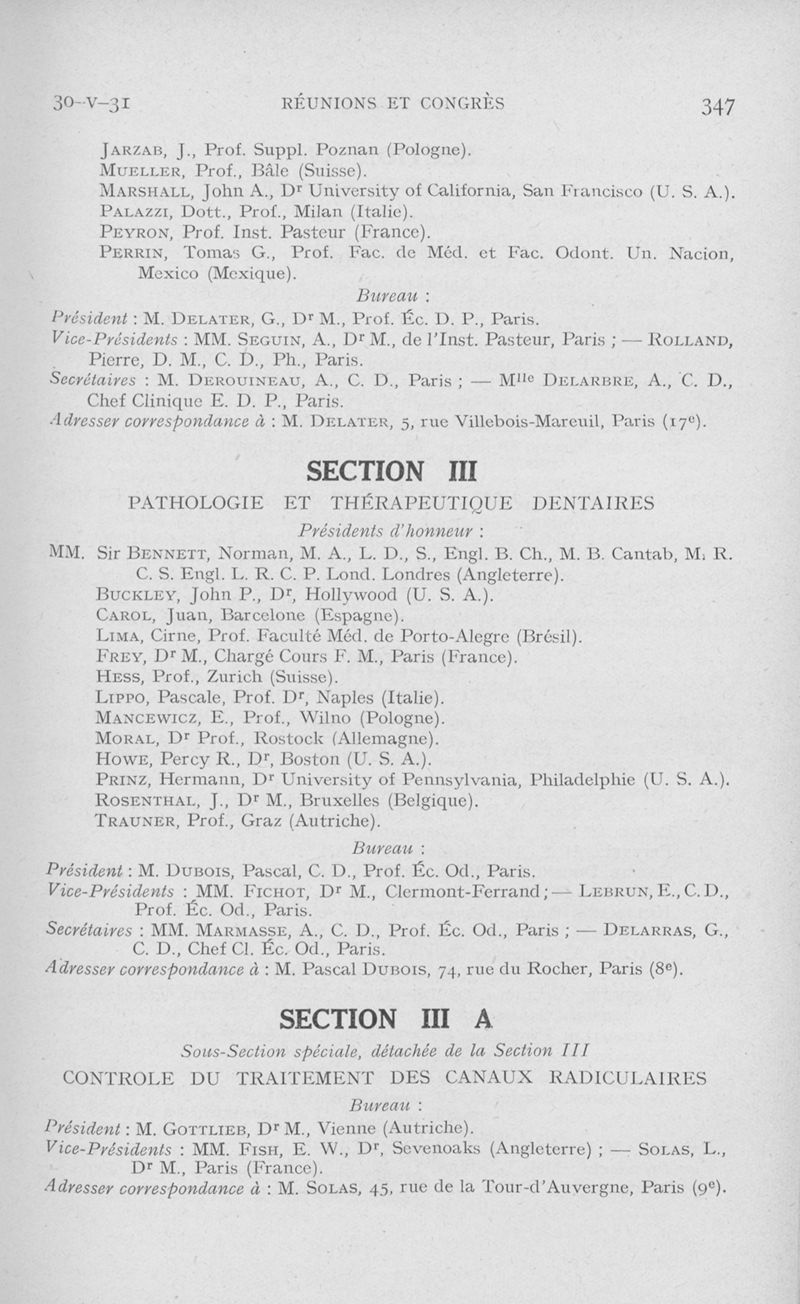 30-V-31 RÉUNIONS ET CONGRÈS 347
JARZAB, J., Prof. Suppl. Poznan (Pologne).
MUELLER, Prof., Bâle (Suisse).
MARSHALL, John A., Dr University of California, San Francisco (U. S. A.).
PALAZZI, Dott., Prof., Milan (Italie).
PEYRON, Prof. Inst. Pasteur (France).
PERRIN, Tomas G., Prof. Fac. de Méd. et Fac. Odont. Un. Nacion,
Mexico (Mexique).
Bureau :
Président : M. DELATER, G., Dr M., Prof. Éc. D. P., Paris.
Vice-Présidents : MM. SEGUIN, A., Dr M., de l'Inst. Pasteur, Paris ; — ROLLAND,
Pierre, D. M., C. D., Ph., Paris.
Secrétaires : M. DEROUINEAU, A., C. D., Paris ; — Mlle DELARBRE, A., C. D.,
Chef Clinique E. D. P., Paris.
Adresser correspondance à : M. DELATER, 5, rue Villebois-Mareuil, Paris (17e).
SECTION III
PATHOLOGIE ET THÉRAPEUTIQUE DENTAIRES
Présidents d'honneur :
MM. Sir BENNETT, Norman, M. A., L. D., S., Engl. B. Ch., M. B. Cantab, M. R.
C. S. Engl. L. R. C. P. Lond. Londres (Angleterre).
BUCKLEY, John P., Dr, Hollywood (U. S. A.).
CAROL, Juan, Barcelone (Espagne).
LIMA, Cirne, Prof. Faculté Méd. de Porto-Alegre (Brésil).
FREY, Dr M., Chargé Cours F. M., Paris (France).
HESS, Prof., Zurich (Suisse).
LIPPO, Pascale, Prof. Dr, Naples (Italie).
MANCEWICZ, E., Prof., Wilno (Pologne).
MORAL, Dr Prof., Rostock (Allemagne).
HOWE, Percy R., Dr, Boston (U. S. A.).
PRINZ, Hermann, Dr University of Pennsylvania, Philadelphie (U. S. A.).
ROSENTHAL, J., Dr M., Bruxelles (Belgique).
TRAUNER, Prof., Graz (Autriche).
Bureau :
Président : M. DUBOIS, Pascal, C. D., Prof. Éc. Od., Paris.
Vice-Présidents : MM. FICHOT, Dr M., Clermont-Ferrand ; — LEBRUN, E., C. D.,
Prof. Éc. Od., Paris.
Secrétaires : MM. MARMASSE, A., C. D., Prof. Éc. Od., Paris ; — DELARRAS, G.,
C. D., Chef Cl. Éc. Od., Paris.
Adresser correspondance à : M. Pascal DUBOIS, 74, rue du Rocher, Paris (8e).
SECTION III A
Sous-Section spéciale, détachée de la Section III
CONTROLE DU TRAITEMENT DES CANAUX RADICULAIRES
Bureau :
Président : M. GOTTLIEB, Dr M., Vienne (Autriche).
Vice-Présidents : MM. FISH, E. W., Dr, Sevenoaks (Angleterre) ; — SOLAS, L.,
Dr M., Paris (France).
Adresser correspondance à : M. SOLAS, 45, rue de la Tour-d'Auvergne, Paris (9e).